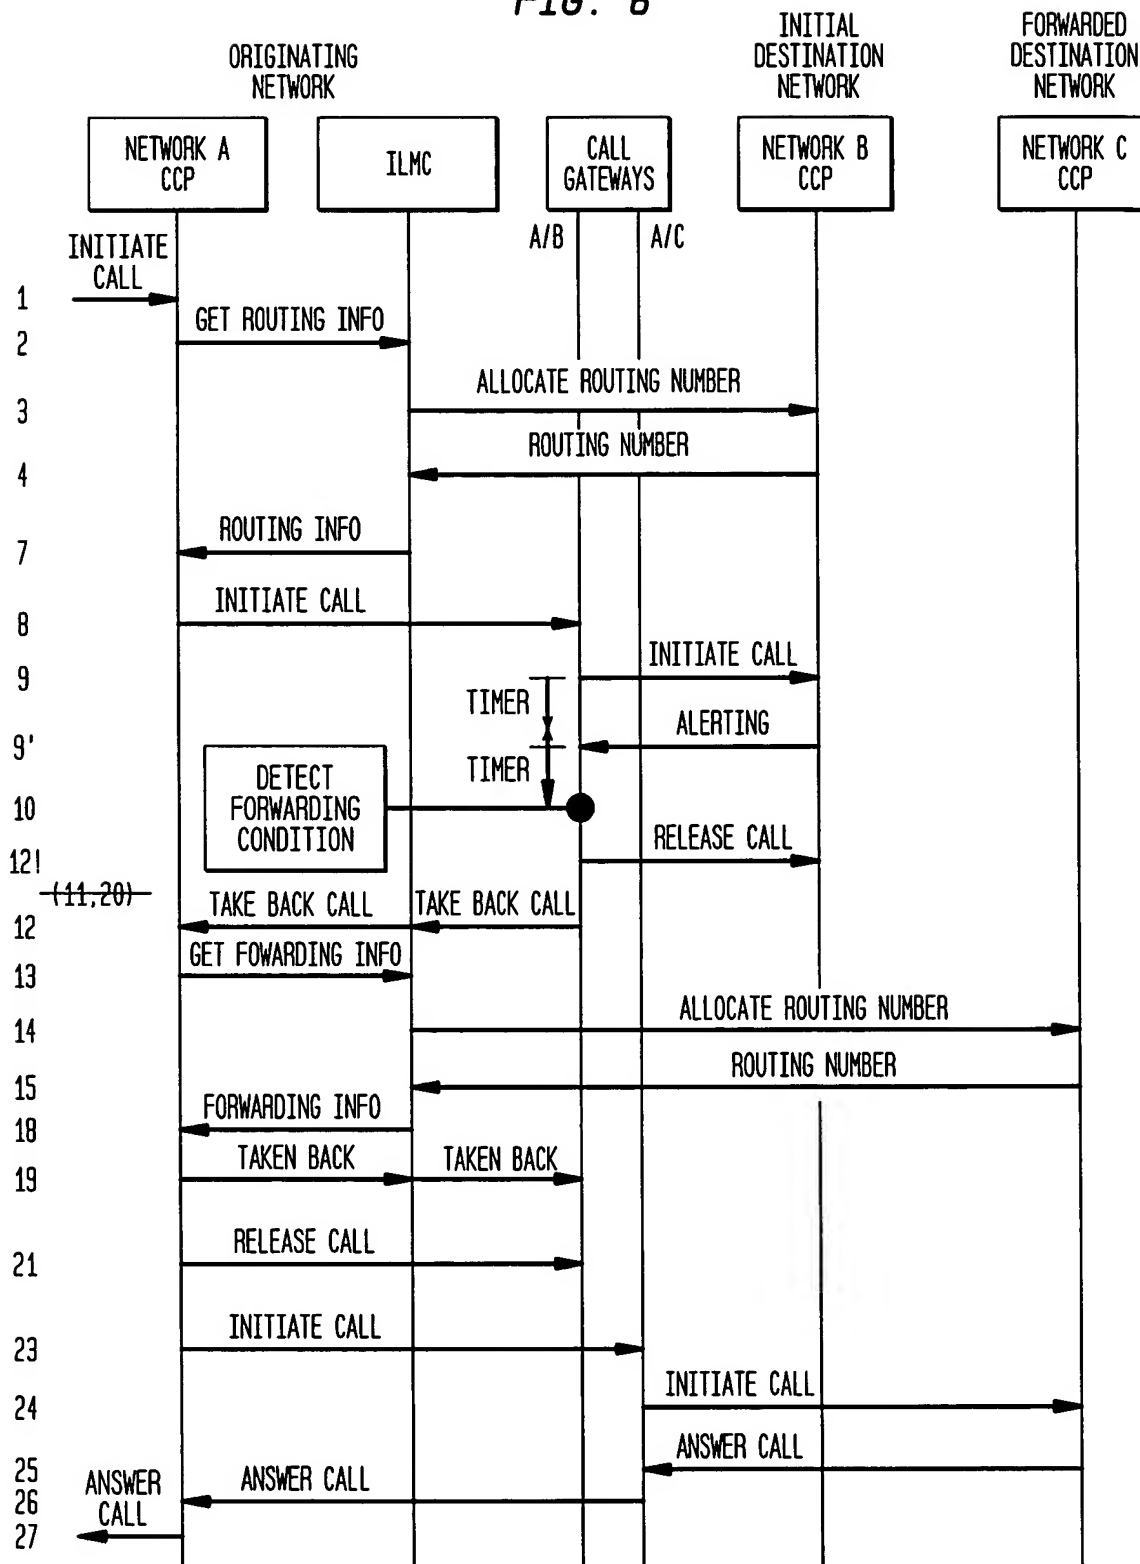 FIG. 6
ORIGINATING
NETWORK
INITIAL
DESTINATION
NETWORK
FORWARDED
DESTINATION
NETWORK
NETWORK A
CCP
ILMC
CALL
GATEWAYS
NETWORK B
CCP
NETWORK C
CCP
A/B
A/C
INITIATE
CALL
1
GET ROUTING INFO
2
ALLOCATE ROUTING NUMBER
3
ROUTING NUMBER
4
ROUTING INFO
7
INITIATE CALL
8
INITIATE CALL
9
TIMER
ALERTING
9'
TIMER
DETECT
FORWARDING
CONDITION
10
RELEASE CALL
12!
(11,20)
TAKE BACK CALL
TAKE BACK CALL
12
GET FOWARDING INFO
13
ALLOCATE ROUTING NUMBER
14
ROUTING NUMBER
15
FORWARDING INFO
18
TAKEN BACK
TAKEN BACK
19
RELEASE CALL
21
INITIATE CALL
23
INITIATE CALL
24
ANSWER CALL
25
ANSWER CALL
26
ANSWER
CALL
27